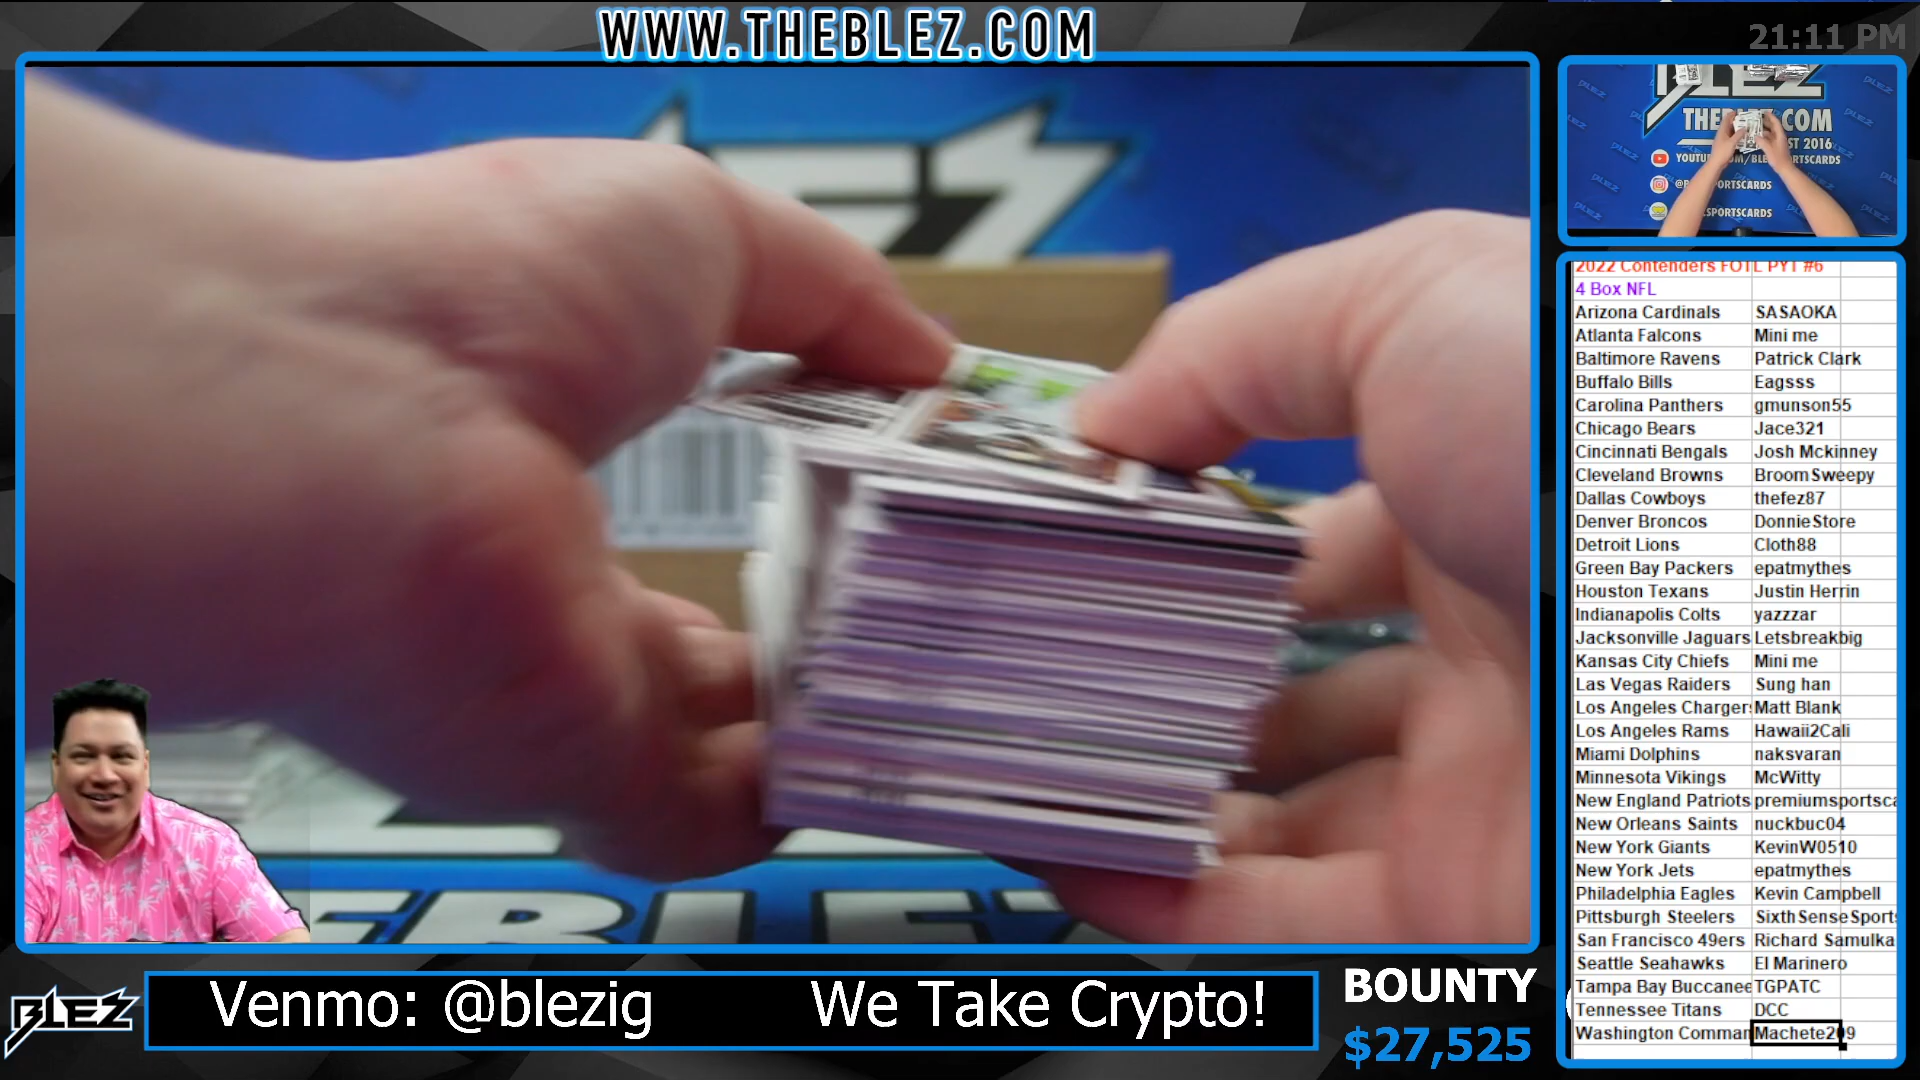 WWW.THEBLEZ.COM
21:11 PM
BLEZ
THEBLEZ.COM
ST 2016
2022 Contenders FOTL PYT #6
4 Box NFL
Arizona Cardinals SASAOKA
Atlanta Falcons Mini me
Baltimore Ravens Patrick Clark
Buffalo Bills Eagsss
Carolina Panthers gmunson55
Chicago Bears Jace321
Cincinnati Bengals Josh Mckinney
Cleveland Browns BroomSweepy
Dallas Cowboys thefez87
Denver Broncos DonnieStore
Detroit Lions Cloth88
Green Bay Packers epatmythes
Houston Texans Justin Herrin
Indianapolis Colts yazzzar
Jacksonville Jaguars Letsbreakbig
Kansas City Chiefs Mini me
Las Vegas Raiders Sung han
Los Angeles Chargers Matt Blank
Los Angeles Rams Hawaii2Cali
Miami Dolphins naksvaran
Minnesota Vikings McWitty
New England Patriots premiumsportsca
New Orleans Saints nuckbuc04
New York Giants KevinW0510
New York Jets epatmythes
Philadelphia Eagles Kevin Campbell
Pittsburgh Steelers SixthSenseSports
San Francisco 49ers Richard Samulka
Seattle Seahawks El Marinero
Tampa Bay Buccanee TGPATC
Tennessee Titans DCC
Washington Comman Machete209
BLEZ
Venmo: @blezig We Take Crypto!
BOUNTY
$27,525